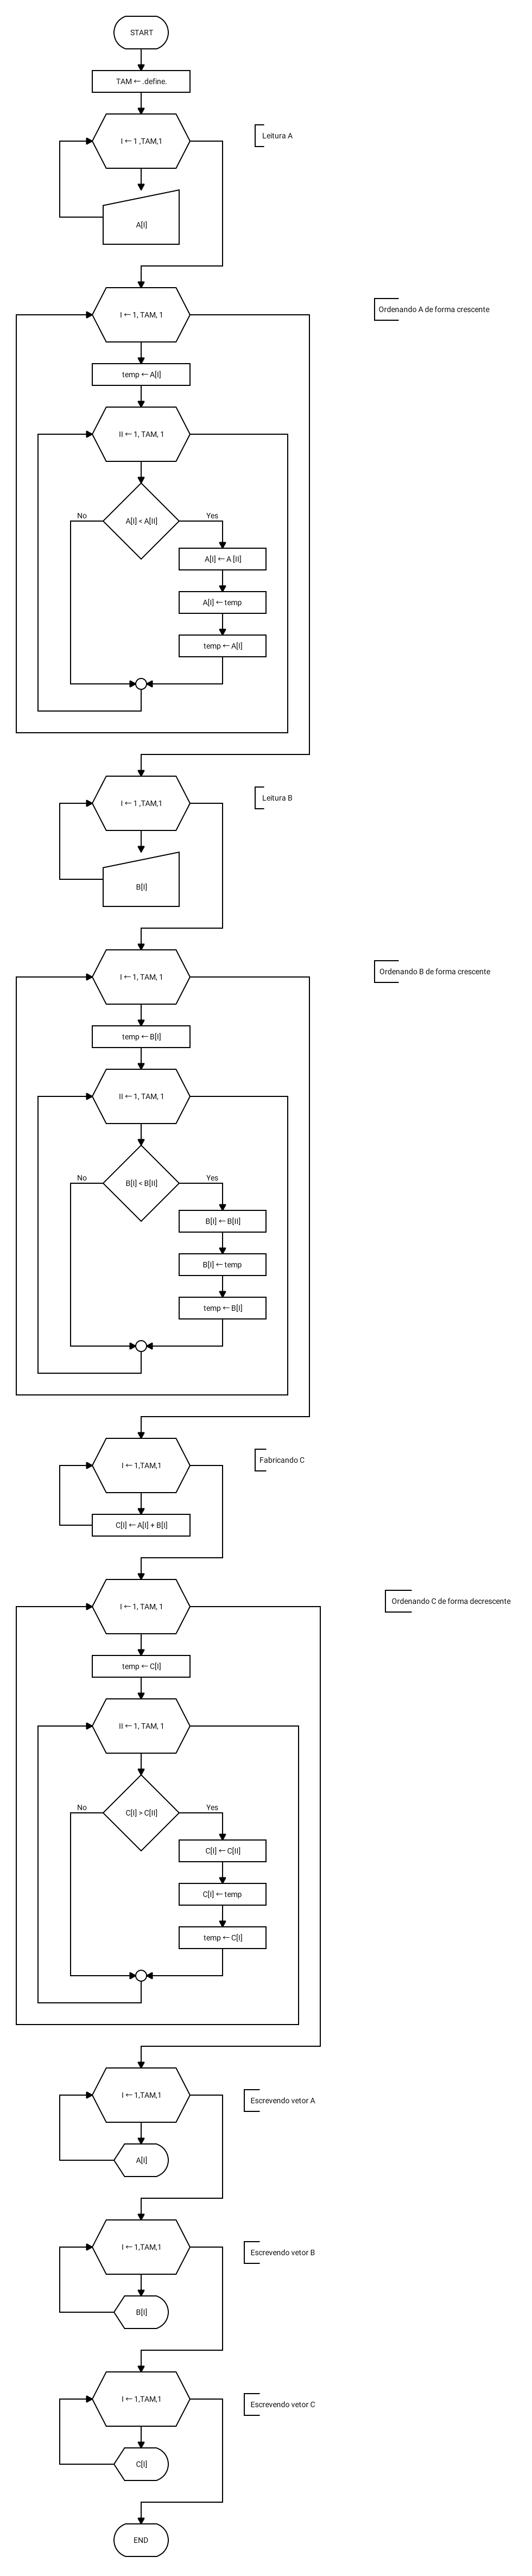 START
TAM ← .define.
I ← 1 ,TAM,1
Leitura A
A[I]
I ← 1, TAM, 1
Ordenando A de forma crescente
temp ← A[I]
II ← 1, TAM, 1
A[I] < A[II]
No
Yes
A[I] ← A [II]
A[I] ← temp
temp ← A[I]
I ← 1 ,TAM,1
Leitura B
B[I]
I ← 1, TAM, 1
Ordenando B de forma crescente
temp ← B[I]
II ← 1, TAM, 1
B[I] < B[II]
No
Yes
B[I] ← B[II]
B[I] ← temp
temp ← B[I]
I ← 1,TAM,1
Fabricando C
C[I] ← A[I] + B[I]
I ← 1, TAM, 1
Ordenando C de forma decrescente
temp ← C[I]
II ← 1, TAM, 1
C[I] > C[II]
No
Yes
C[I] ← C[II]
C[I] ← temp
temp ← C[I]
I ← 1,TAM,1
Escrevendo vetor A
A[I]
I ← 1,TAM,1
Escrevendo vetor B
B[I]
I ← 1,TAM,1
Escrevendo vetor C
C[I]
END